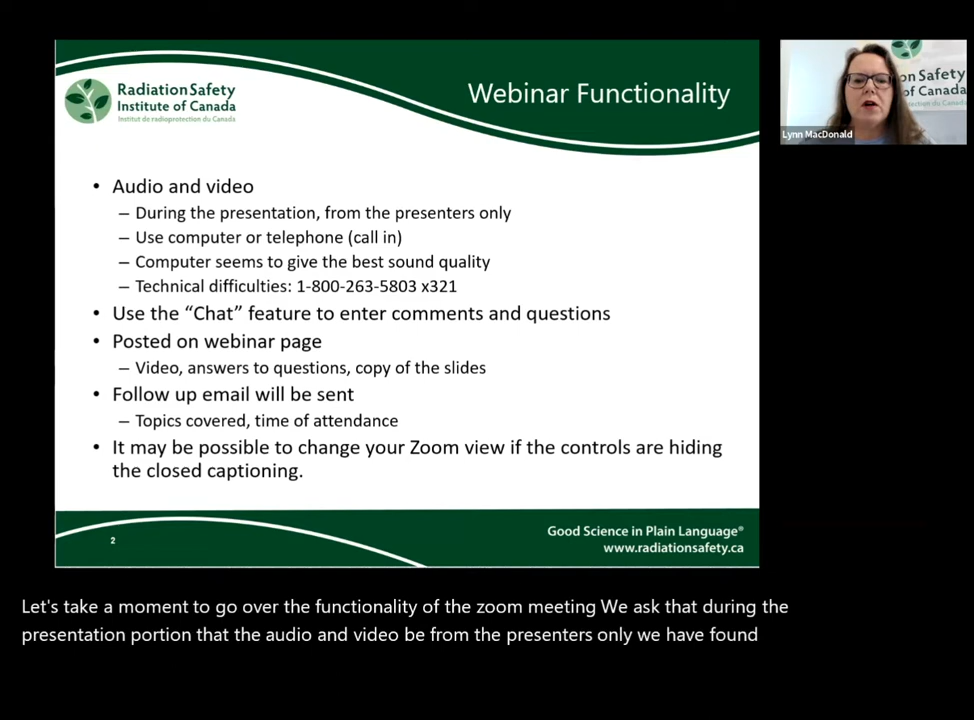 Radiation Safety
Institute of Canada
Institut de radioprotection du Canada
Webinar Functionality
• Audio and video
– During the presentation, from the presenters only
– Use computer or telephone (call in)
– Computer seems to give the best sound quality
– Technical difficulties: 1-800-263-5803 x321
• Use the “Chat” feature to enter comments and questions
• Posted on webinar page
– Video, answers to questions, copy of the slides
• Follow up email will be sent
– Topics covered, time of attendance
• It may be possible to change your Zoom view if the controls are hiding
the closed captioning.
2
Good Science in Plain Language®
www.radiationsafety.ca
on Safety
of Canada
Lynn MacDonald
Let's take a moment to go over the functionality of the zoom meeting We ask that during the
presentation portion that the audio and video be from the presenters only we have found